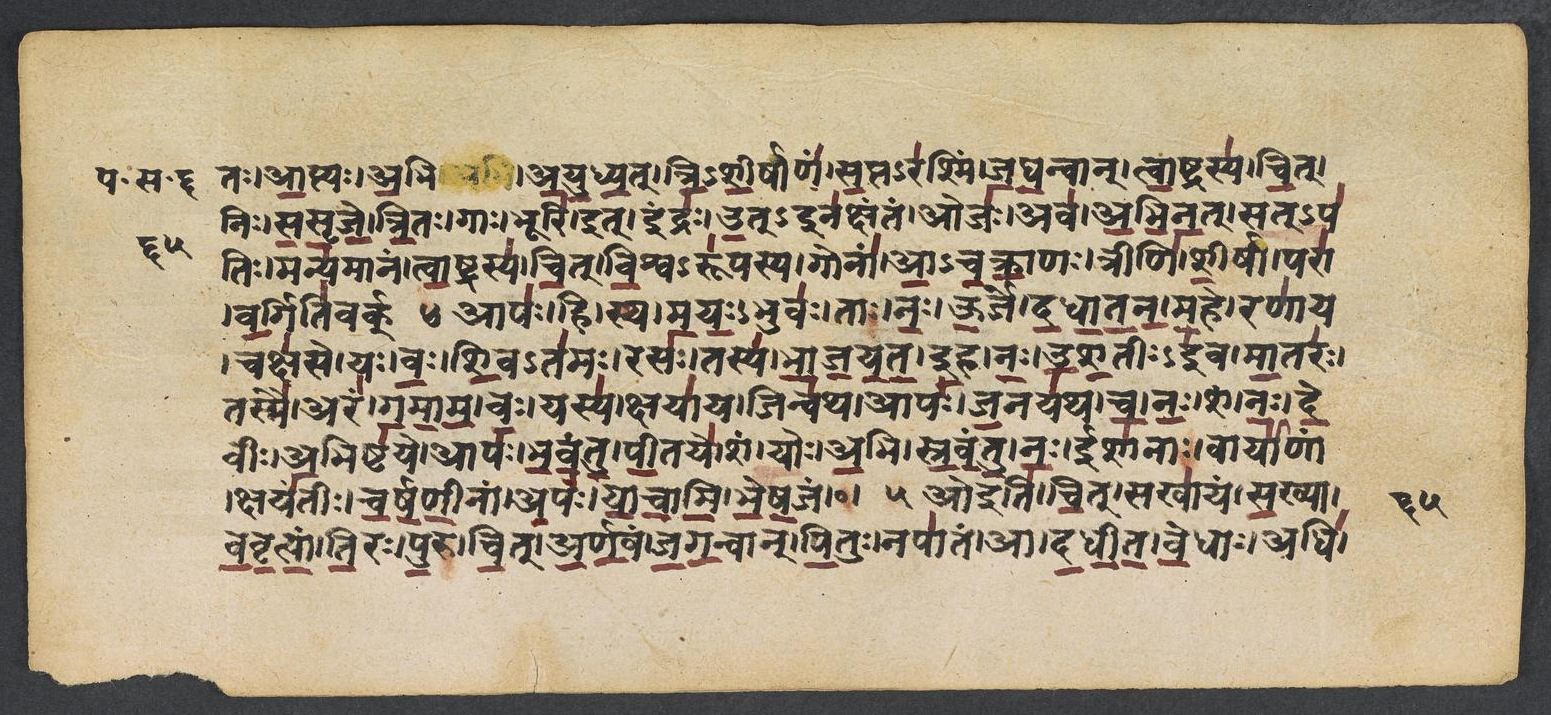 प॰ स॰ ६ तः।आप्त्यः।अभि।अयुध्यत्।त्रिऽशीर्षाणं।सप्तऽरश्मिं।जघन्वान्।त्वाष्ट्रस्य।चित्।
निः।ससृजे।त्रितः।गाः।भूरि।इत्।इंद्रः।उत्ऽइनक्षंतं।ओजः।अव।अभिनत्।सत्ऽप
६५
तिः।मन्यमानं।त्वाष्ट्रस्य।चित्।विश्वऽरूपस्य।गोनां।आऽचक्राणः।त्रीणि।शीर्षा।परा
।वर्गितिवर्क् ४ आपः।हि।स्थ।मयःऽभुवः।ताः।नः।ऊर्जे।दधातन।महे।रणाय
।चक्षसे।यः।वः।शिवऽतमः।रसः।तस्य।भाजयत।इह।नः।उशतीःऽइव।मातरः।
तस्मै।अरं।गमाम।वः।यस्य।क्षयाय।जिन्वथ।आपः।जनयथ।च।नः।शं।नः।दे
वीः।अभिष्टये।आपः।भवंतु।पीतये।शं।योः।अभि।स्रवंतु।नः।ईशानाः।वार्याणां
।क्षयंतीः।चर्षणीनां।अपः।याचामि।भेषजं।०। ५ ओइति।चित्।सखायं।सख्या।
ववृत्यां।तिरः।पुरु।चित्।अर्णवं।जगन्वान्।पितुः।नपातं।आ।दधीत।वेधाः।अधि।
६५